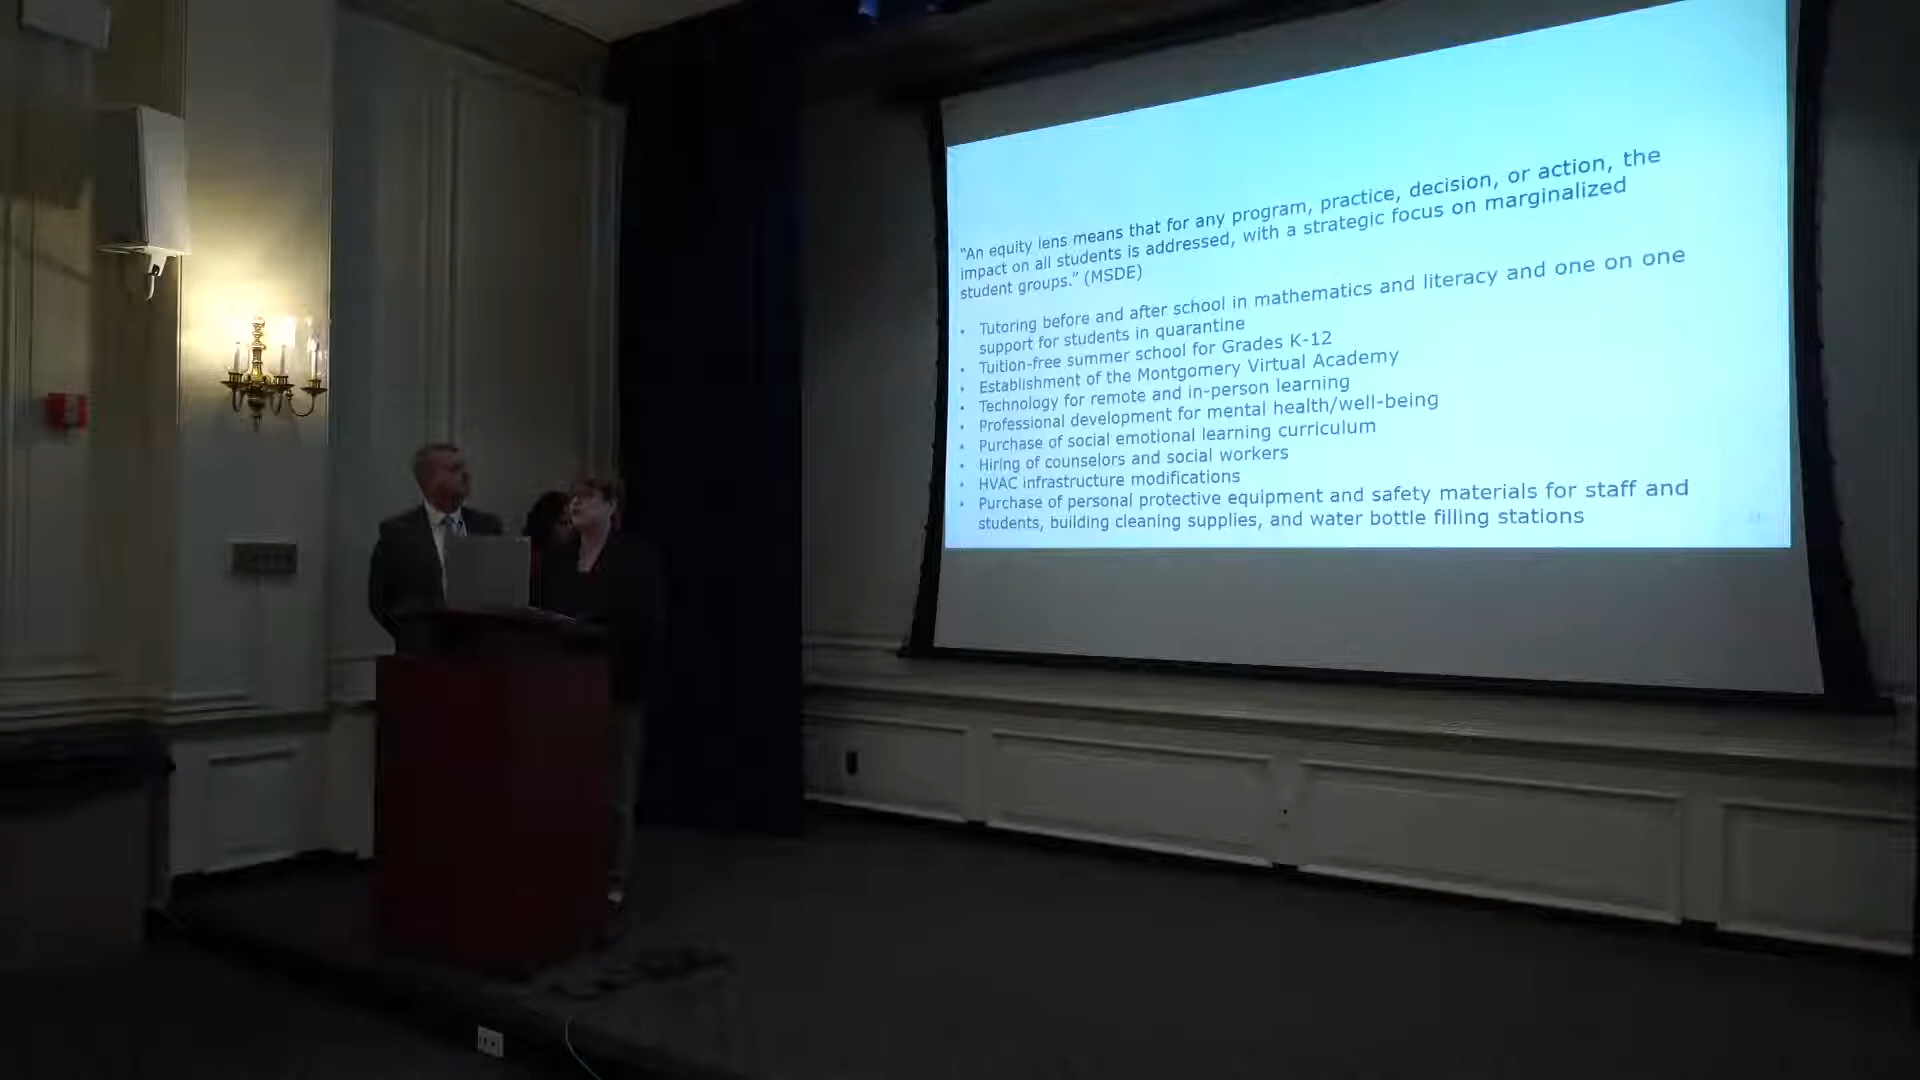 “An equity lens means that for any program, practice, decision, or action, the
impact on all students is addressed, with a strategic focus on marginalized
student groups.” (MSDE)
• Tutoring before and after school in mathematics and literacy and one on one
support for students in quarantine
• Tuition-free summer school for Grades K-12
• Establishment of the Montgomery Virtual Academy
• Technology for remote and in-person learning
• Professional development for mental health/well-being
• Purchase of social emotional learning curriculum
• Hiring of counselors and social workers
• HVAC infrastructure modifications
• Purchase of personal protective equipment and safety materials for staff and
students, building cleaning supplies, and water bottle filling stations